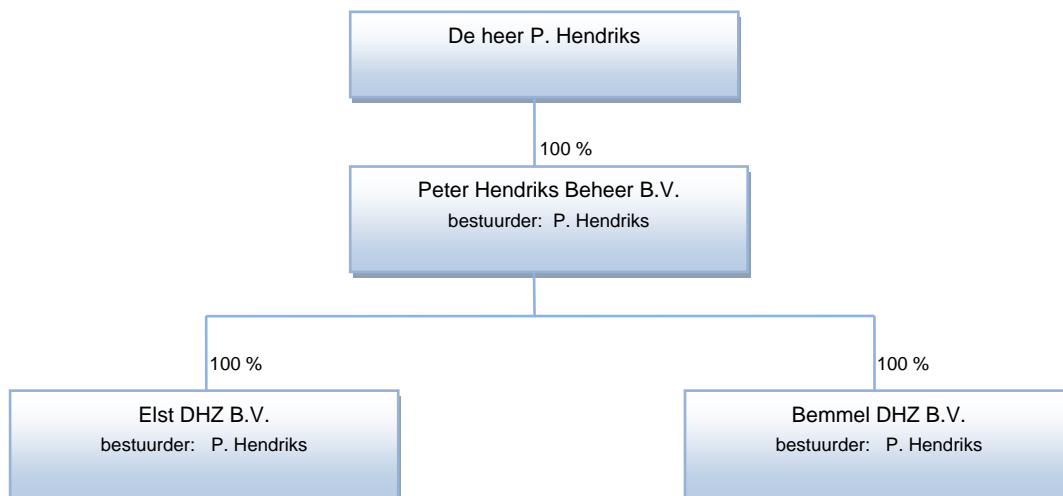 De heer P. Hendriks
100 %
Peter Hendriks Beheer B.V.
bestuurder: P. Hendriks
100 %
100 %
Elst DHZ B.V.
bestuurder: P. Hendriks
Bemmel DHZ B.V.
bestuurder: P. Hendriks